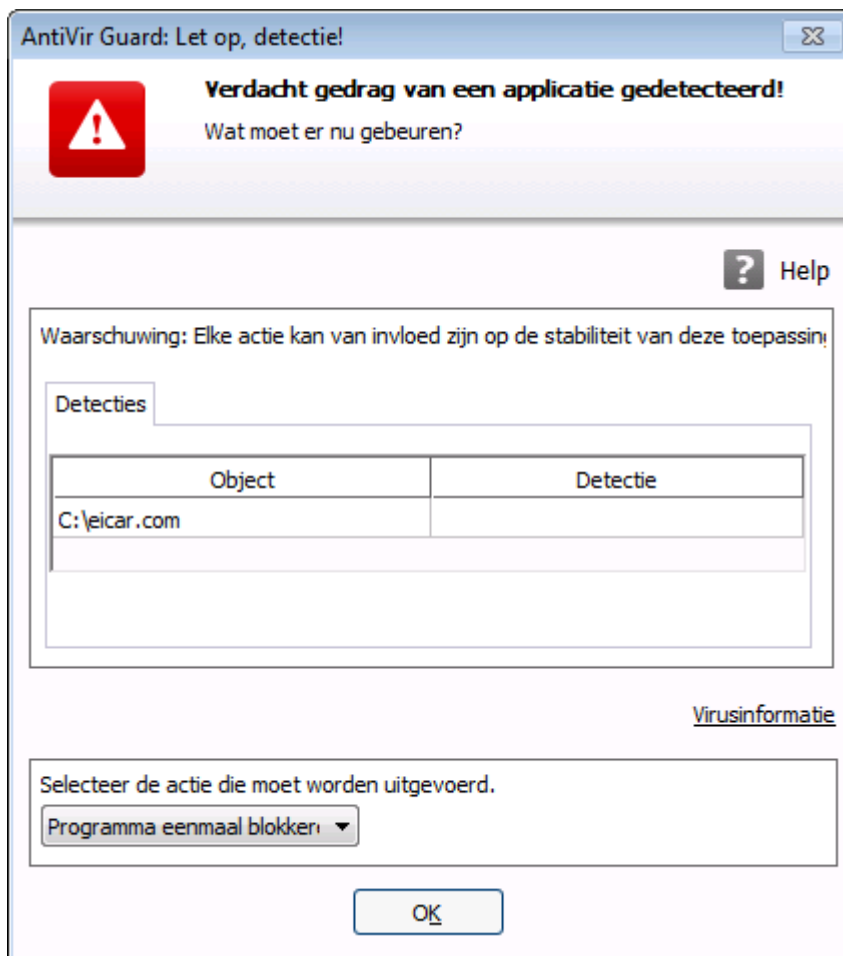 AntiVir Guard: Let op, detectie!
Verdacht gedrag van een applicatie gedetecteerd!
Wat moet er nu gebeuren?
? Help
Waarschuwing: Elke actie kan van invloed zijn op de stabiliteit van deze toepassin
Detecties
Object Detectie
C:\eicar.com
Virusinformatie
Selecteer de actie die moet worden uitgevoerd.
Programma eenmaal blokker
OK